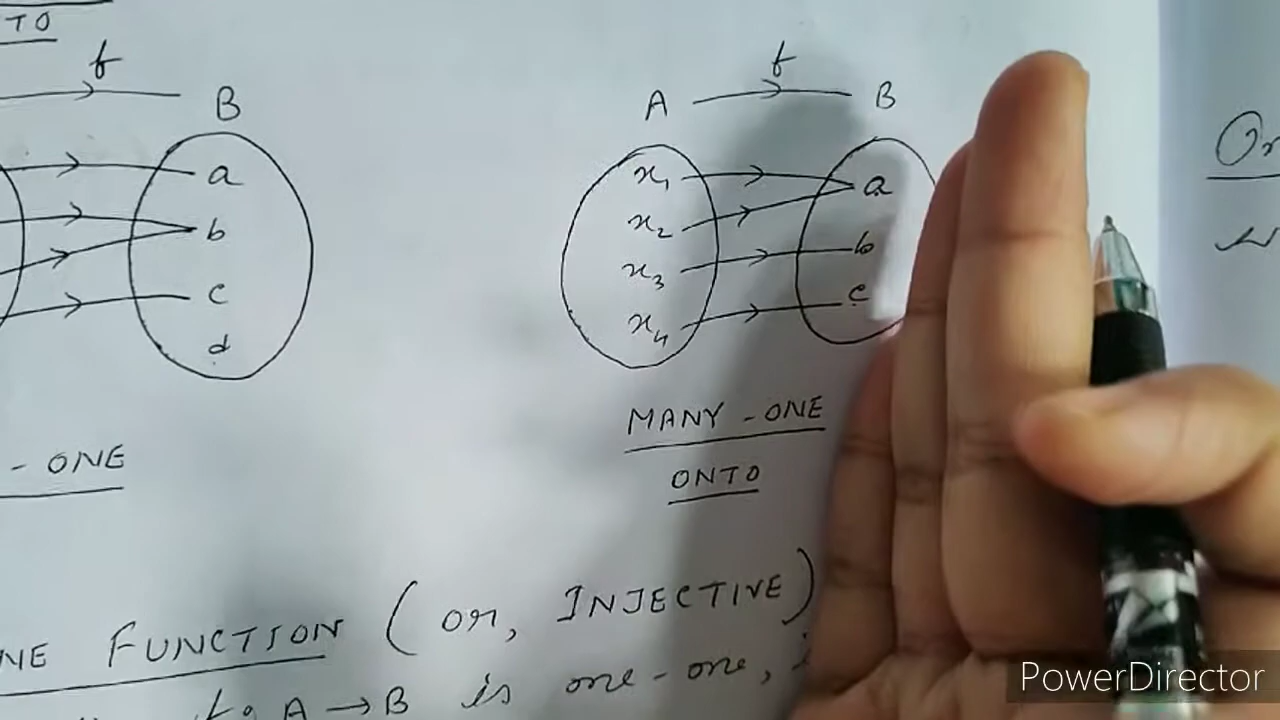 TO
f
B
a
b
c
d
- ONE
f
A B
x₁ a
x₂
x₃ b
x₄ c
MANY - ONE
ONTO
NE FUNCTION (or, INJECTIVE)
f: A → B is one-one,
PowerDirector